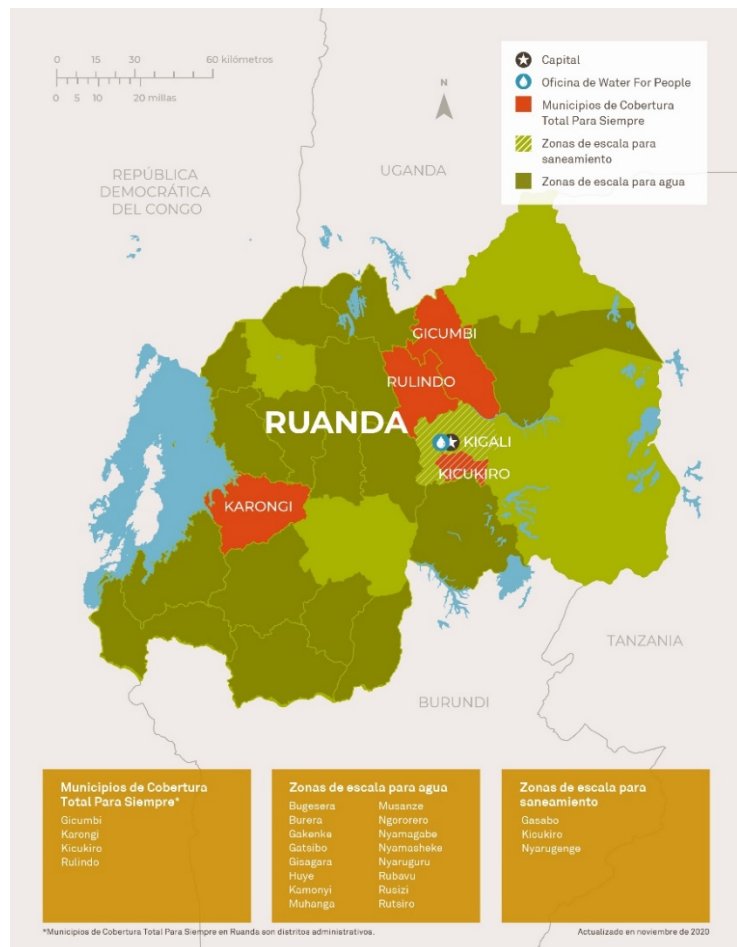 0 15 60 kilómetros
0 5 10 20 millas
N
Capital
Oficina de Water For People
Municipios de Cobertura
Total Para Siempre
Zonas de escala para
saneamiento
Zonas de escala para agua
REPÚBLICA
DEMOCRÁTICA
DEL CONGO
UGANDA
GICUMBI
RULINDO
RUANDA
KIGALI
KICUKIRO
KARONGI
TANZANIA
BURUNDI
Municipios de Cobertura
Total Para Siempre*
Gicumbi
Karongi
Kicukiro
Rulindo
Zonas de escala para agua
Bugesera
Burera
Gakenke
Gatsibo
Gisagara
Huye
Kamonyi
Muhanga
Musanze
Ngororero
Nyamagabe
Nyamasheke
Nyaruguru
Rubavu
Rusizi
Rutsiro
Zonas de escala para
saneamiento
Gasabo
Kicukiro
Nyarugenge
*Municipios de Cobertura Total Para Siempre en Ruanda son distritos administrativos.
Actualizado en noviembre de 2020